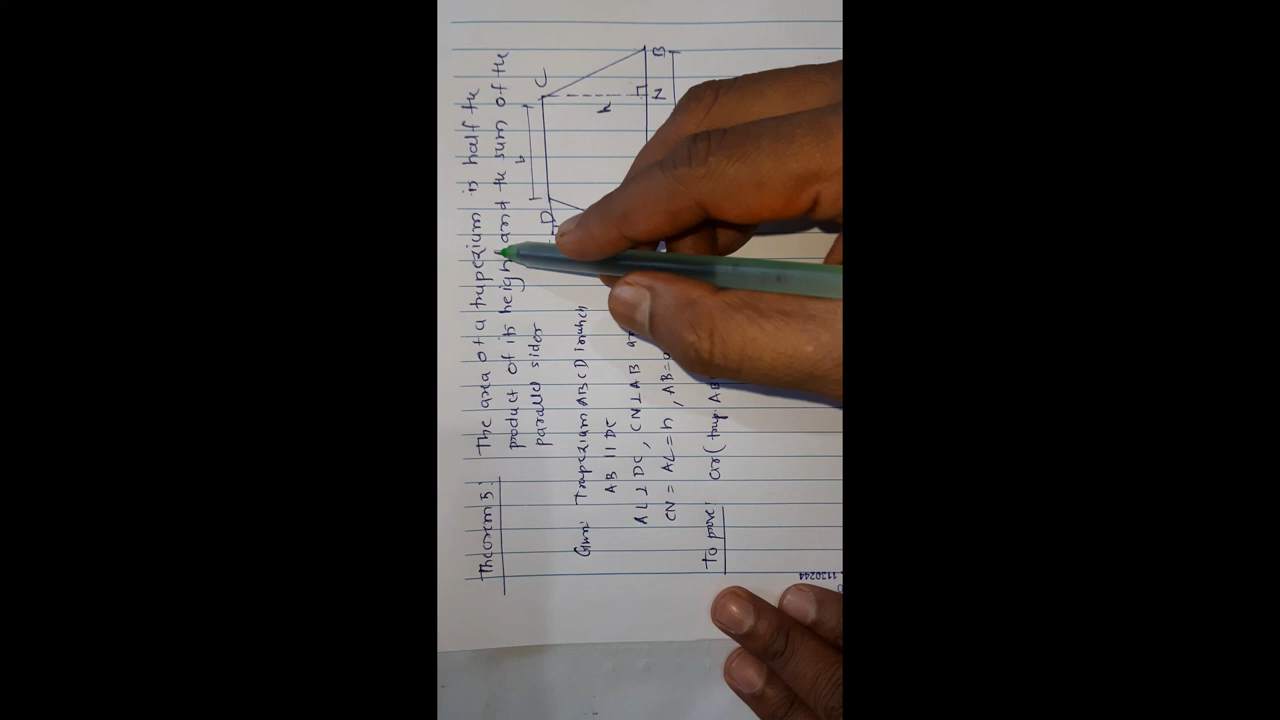 Theorem 5:
The area of a trapezium is half the
product of its height and the sum of the
parallel sides
Given: Trapezium ABCD in which
AB || DC
AL ⊥ DC, CN ⊥ AB
CN = AL = h, AB = a
To prove: ar( trap. AB
D
C
b
h
N
B
1130244